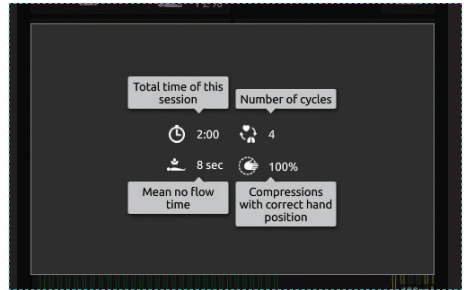 Total time of this
session
Number of cycles
2:00
4
8 sec
100%
Mean no flow
time
Compressions
with correct hand
position